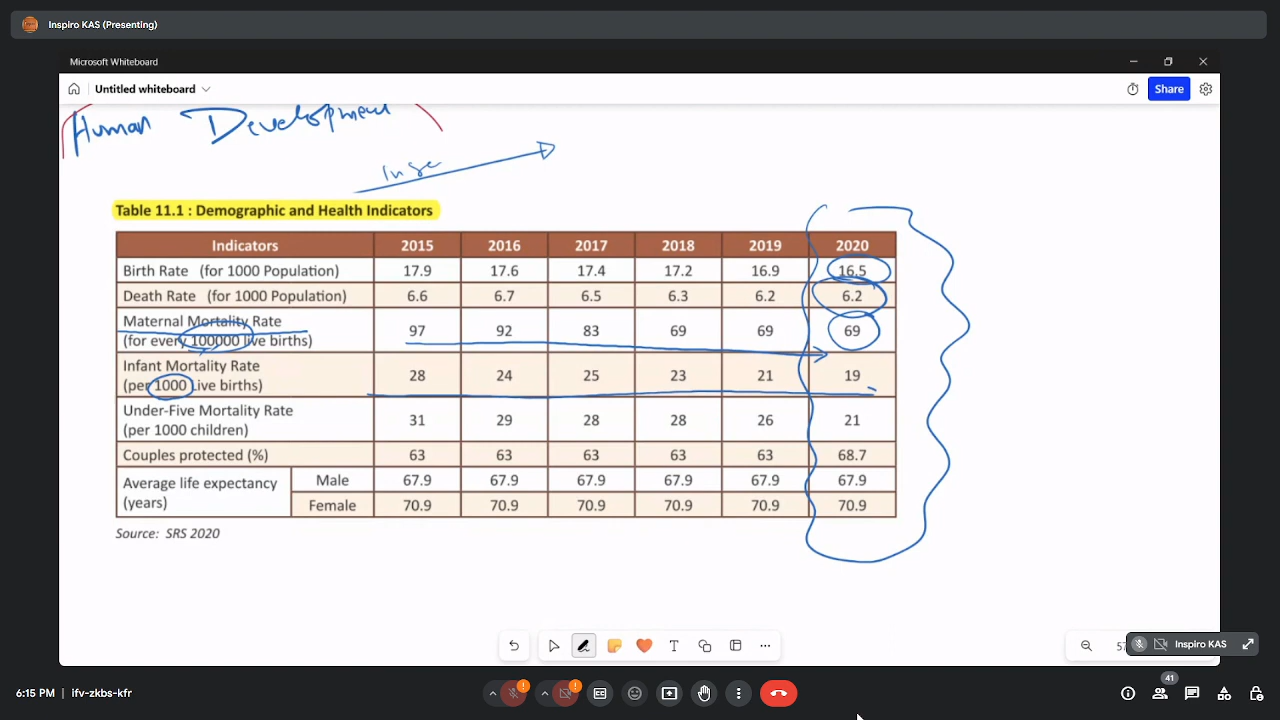 Inspiro KAS (Presenting)
Microsoft Whiteboard
Untitled whiteboard
Share
Human Development
Table 11.1 : Demographic and Health Indicators
Indicators 2015 2016 2017 2018 2019 2020
Birth Rate (for 1000 Population) 17.9 17.6 17.4 17.2 16.9 16.5
Death Rate (for 1000 Population) 6.6 6.7 6.5 6.3 6.2 6.2
Maternal Mortality Rate
(for every 100000 live births) 97 92 83 69 69 69
Infant Mortality Rate
(per 1000 Live births) 28 24 25 23 21 19
Under-Five Mortality Rate
(per 1000 children) 31 29 28 28 26 21
Couples protected (%) 63 63 63 63 63 68.7
Average life expectancy
(years)
Male 67.9 67.9 67.9 67.9 67.9 67.9
Female 70.9 70.9 70.9 70.9 70.9 70.9
Source: SRS 2020
Inspiro KAS
6:15 PM | ifv-zkbs-kfr
41